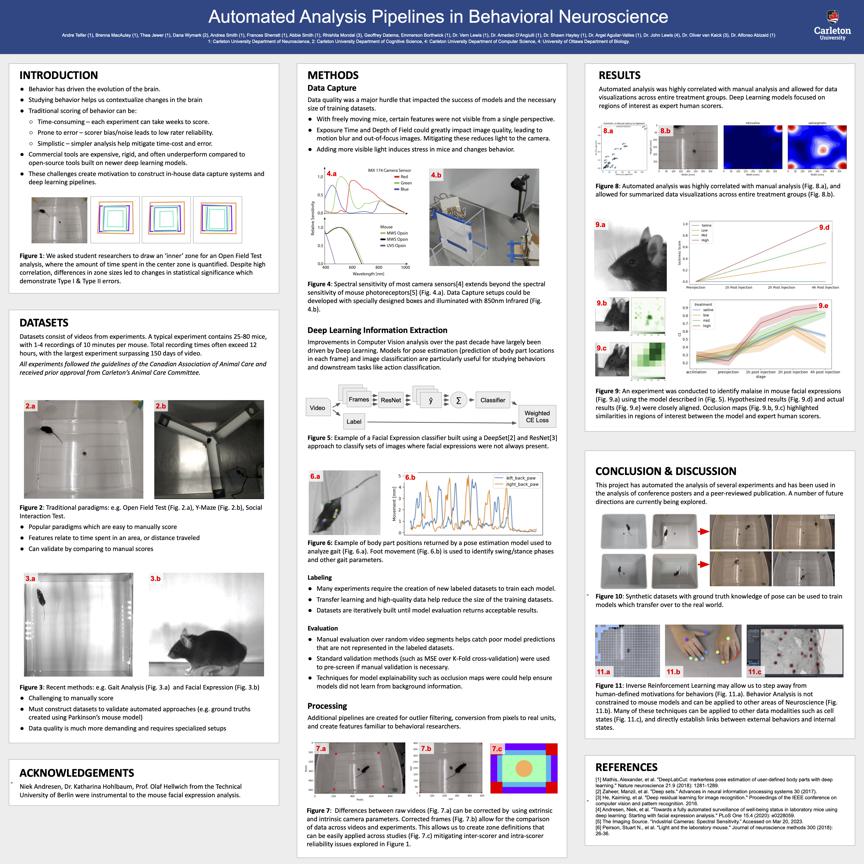 Automated Analysis Pipelines in Behavioral Neuroscience
Andre Telfer (1), Brenna MacAulay (1), Thea Jewer (1), Dana Wymark (2), Andrea Smith (1), Frances Sherratt (1), Abbie Smith (1), Rhishita Mondal (3), Geoffrey Daterna, Emmerson Borthwick (1), Dr. Vern Lewis (1), Dr. Amedeo D'Angiulli (1), Dr. Shawn Hayley (1), Dr. Argel Aguilar-Valles (1), Dr. John Lewis (4), Dr. Oliver van Kaick (3), Dr. Alfonso Abizaid (1)
1: Carleton University Department of Neuroscience, 2: Carleton University Department of Cognitive Science, 4: Carleton University Department of Computer Science, 4: University of Ottawa Department of Biology.
Carleton
University
INTRODUCTION
● Behavior has driven the evolution of the brain.
● Studying behavior helps us contextualize changes in the brain
● Traditional scoring of behavior can be:
○ Time-consuming – each experiment can take weeks to score.
○ Prone to error – scorer bias/noise leads to low rater reliability.
○ Simplistic – simpler analysis help mitigate time-cost and error.
● Commercial tools are expensive, rigid, and often underperform compared to
open-source tools built on newer deep learning models.
● These challenges create motivation to construct in-house data capture systems and
deep learning pipelines.
Figure 1: We asked student researchers to draw an 'inner' zone for an Open Field Test
analysis, where the amount of time spent in the center zone is quantified. Despite high
correlation, differences in zone sizes led to changes in statistical significance which
demonstrate Type I & Type II errors.
DATASETS
Datasets consist of videos from experiments. A typical experiment contains 25-80 mice,
with 1-4 recordings of 10 minutes per mouse. Total recording times often exceed 12
hours, with the largest experiment surpassing 150 days of video.
All experiments followed the guidelines of the Canadian Association of Animal Care and
received prior approval from Carleton's Animal Care Committee.
2.a
2.b
Figure 2: Traditional paradigms: e.g. Open Field Test (Fig. 2.a), Y-Maze (Fig. 2.b), Social
Interaction Test.
● Popular paradigms which are easy to manually score
● Features relate to time spent in an area, or distance traveled
● Can validate by comparing to manual scores
3.a
3.b
Figure 3: Recent methods: e.g. Gait Analysis (Fig. 3.a) and Facial Expression (Fig. 3.b)
● Challenging to manually score
● Must construct datasets to validate automated approaches (e.g. ground truths
created using Parkinson's mouse model)
● Data quality is much more demanding and requires specialized setups
ACKNOWLEDGEMENTS
Niek Andresen, Dr. Katharina Hohlbaum, Prof. Olaf Hellwich from the Technical
University of Berlin were instrumental to the mouse facial expression analysis.
METHODS
Data Capture
Data quality was a major hurdle that impacted the success of models and the necessary
size of training datasets.
● With freely moving mice, certain features were not visible from a single perspective.
● Exposure Time and Depth of Field could greatly impact image quality, leading to
motion blur and out-of-focus images. Mitigating these reduces light to the camera.
● Adding more visible light induces stress in mice and changes behavior.
4.a
IMX 174 Camera Sensor
Red
Green
Blue
Mouse
MWS Opsin
MWS Opsin
UVS Opsin
Relative Sensitivity
1.0
0.5
0.0
1.0
0.5
0.0
400 600 800 1000
Wavelength [nm]
4.b
Figure 4: Spectral sensitivity of most camera sensors[4] extends beyond the spectral
sensitivity of mouse photoreceptors[5] (Fig. 4.a). Data Capture setups could be
developed with specially designed boxes and illuminated with 850nm Infrared (Fig.
4.b).
Deep Learning Information Extraction
Improvements in Computer Vision analysis over the past decade have largely been
driven by Deep Learning. Models for pose estimation (prediction of body part locations
in each frame) and image classification are particularly useful for studying behaviors
and downstream tasks like action classification.
Video
Frames
ResNet
ŷ
Σ
Classifier
Label
Weighted
CE Loss
Figure 5: Example of a Facial Expression classifier built using a DeepSet[2] and ResNet[3]
approach to classify sets of images where facial expressions were not always present.
6.a
6.b
left_back_paw
right_back_paw
Movement [mm]
Figure 6: Example of body part positions returned by a pose estimation model used to
analyze gait (Fig. 6.a). Foot movement (Fig. 6.b) is used to identify swing/stance phases
and other gait parameters.
Labeling
● Many experiments require the creation of new labeled datasets to train each model.
● Transfer learning and high-quality data help reduce the size of the training datasets.
● Datasets are iteratively built until model evaluation returns acceptable results.
Evaluation
● Manual evaluation over random video segments helps catch poor model predictions
that are not represented in the labeled datasets.
● Standard validation methods (such as MSE over K-Fold cross-validation) were used
to pre-screen if manual validation is necessary.
● Techniques for model explainability such as occlusion maps were could help ensure
models did not learn from background information.
Processing
Additional pipelines are created for outlier filtering, conversion from pixels to real units,
and create features familiar to behavioral researchers.
7.a
7.b
7.c
Figure 7: Differences between raw videos (Fig. 7.a) can be corrected by using extrinsic
and intrinsic camera parameters. Corrected frames (Fig. 7.b) allow for the comparison
of data across videos and experiments. This allows us to create zone definitions that
can be easily applied across studies (Fig. 7.c) mitigating inter-scorer and intra-scorer
reliability issues explored in Figure 1.
RESULTS
Automated analysis was highly correlated with manual analysis and allowed for data
visualizations across entire treatment groups. Deep Learning models focused on
regions of interest as expert human scorers.
8.a
8.b
Figure 8: Automated analysis was highly correlated with manual analysis (Fig. 8.a), and
allowed for summarized data visualizations across entire treatment groups (Fig. 8.b).
9.a
9.b
9.c
9.d
Saline
Low
Mid
High
9.e
treatment
saline
low
mid
high
stage
Figure 9: An experiment was conducted to identify malaise in mouse facial expressions
(Fig. 9.a) using the model described in (Fig. 5). Hypothesized results (Fig. 9.d) and actual
results (Fig. 9.e) were closely aligned. Occlusion maps (Fig. 9.b, 9.c) highlighted
similarities in regions of interest between the model and expert human scorers.
CONCLUSION & DISCUSSION
This project has automated the analysis of several experiments and has been used in
the analysis of conference posters and a peer-reviewed publication. A number of future
directions are currently being explored.
Figure 10: Synthetic datasets with ground truth knowledge of pose can be used to train
models which transfer over to the real world.
11.a
11.b
11.c
Figure 11: Inverse Reinforcement Learning may allow us to step away from
human-defined motivations for behaviors (Fig. 11.a). Behavior Analysis is not
constrained to mouse models and can be applied to other areas of Neuroscience (Fig.
11.b). Many of these techniques can be applied to other data modalities such as cell
states (Fig. 11.c), and directly establish links between external behaviors and internal
states.
REFERENCES
[1] Mathis, Alexander, et al. "DeepLabCut: markerless pose estimation of user-defined body parts with deep
learning." Nature neuroscience 21.9 (2018): 1281-1289.
[2] Zaheer, Manzil, et al. "Deep sets." Advances in neural information processing systems 30 (2017).
[3] He, Kaiming, et al. "Deep residual learning for image recognition." Proceedings of the IEEE conference on
computer vision and pattern recognition. 2016.
[4] Andresen, Niek, et al. "Towards a fully automated surveillance of well-being status in laboratory mice using
deep learning: Starting with facial expression analysis." PLoS One 15.4 (2020): e0228059.
[5] The Imaging Source. "Industrial Cameras: Spectral Sensitivity." Accessed on Mar 20, 2023.
[6] Peirson, Stuart N., et al. "Light and the laboratory mouse." Journal of neuroscience methods 300 (2018):
26-36.